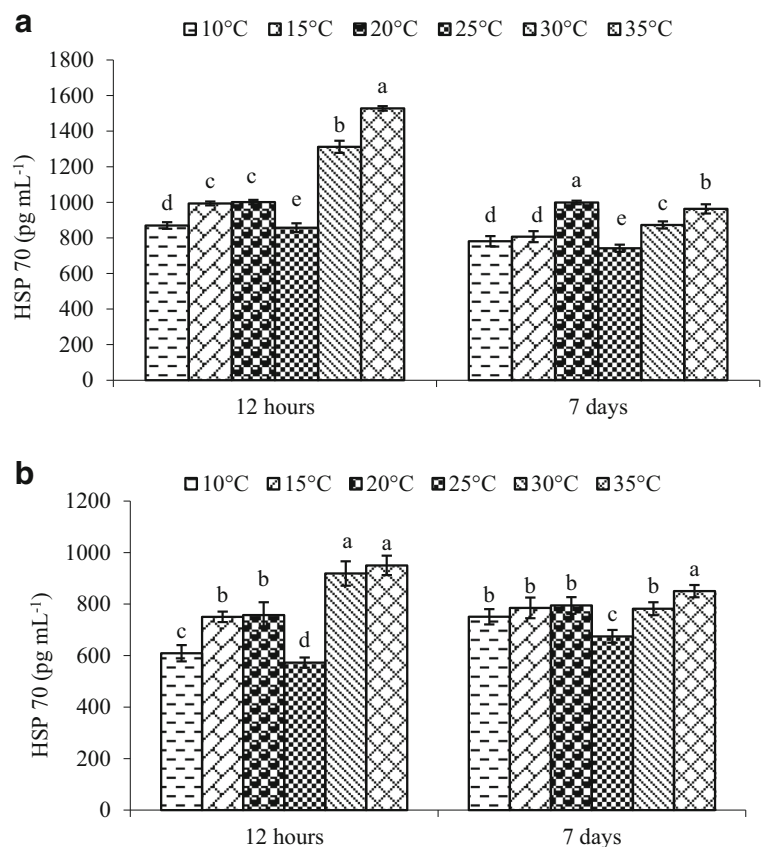 a
10°C 15°C 20°C 25°C 30°C 35°C
1800
1600
1400
1200
1000
800
600
400
200
0
HSP 70 (pg mL-1)
d c c e b a
d d a e c b
12 hours 7 days
b
10°C 15°C 20°C 25°C 30°C 35°C
1200
1000
800
600
400
200
0
HSP 70 (pg mL-1)
c b b d a a
b b b c b a
12 hours 7 days